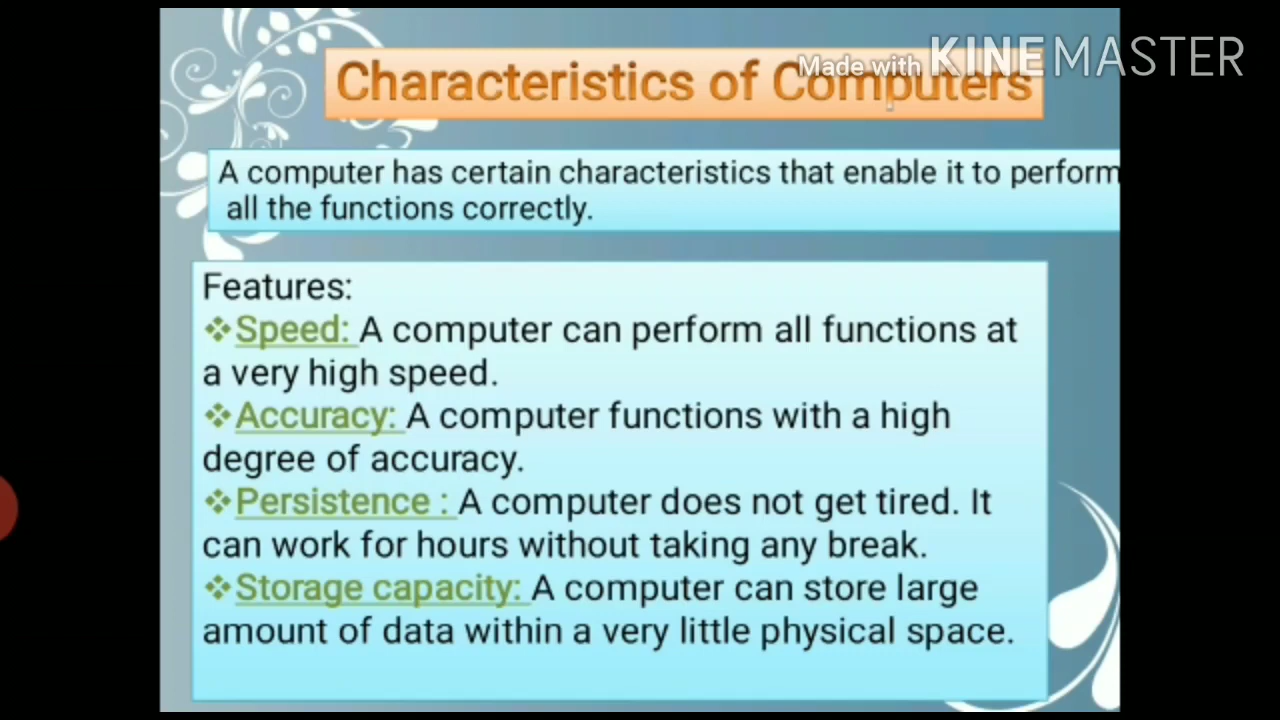 Made with KINEMASTER
Characteristics of Computers
A computer has certain characteristics that enable it to perform
all the functions correctly.
Features:
❖Speed: A computer can perform all functions at
a very high speed.
❖Accuracy: A computer functions with a high
degree of accuracy.
❖Persistence : A computer does not get tired. It
can work for hours without taking any break.
❖Storage capacity: A computer can store large
amount of data within a very little physical space.